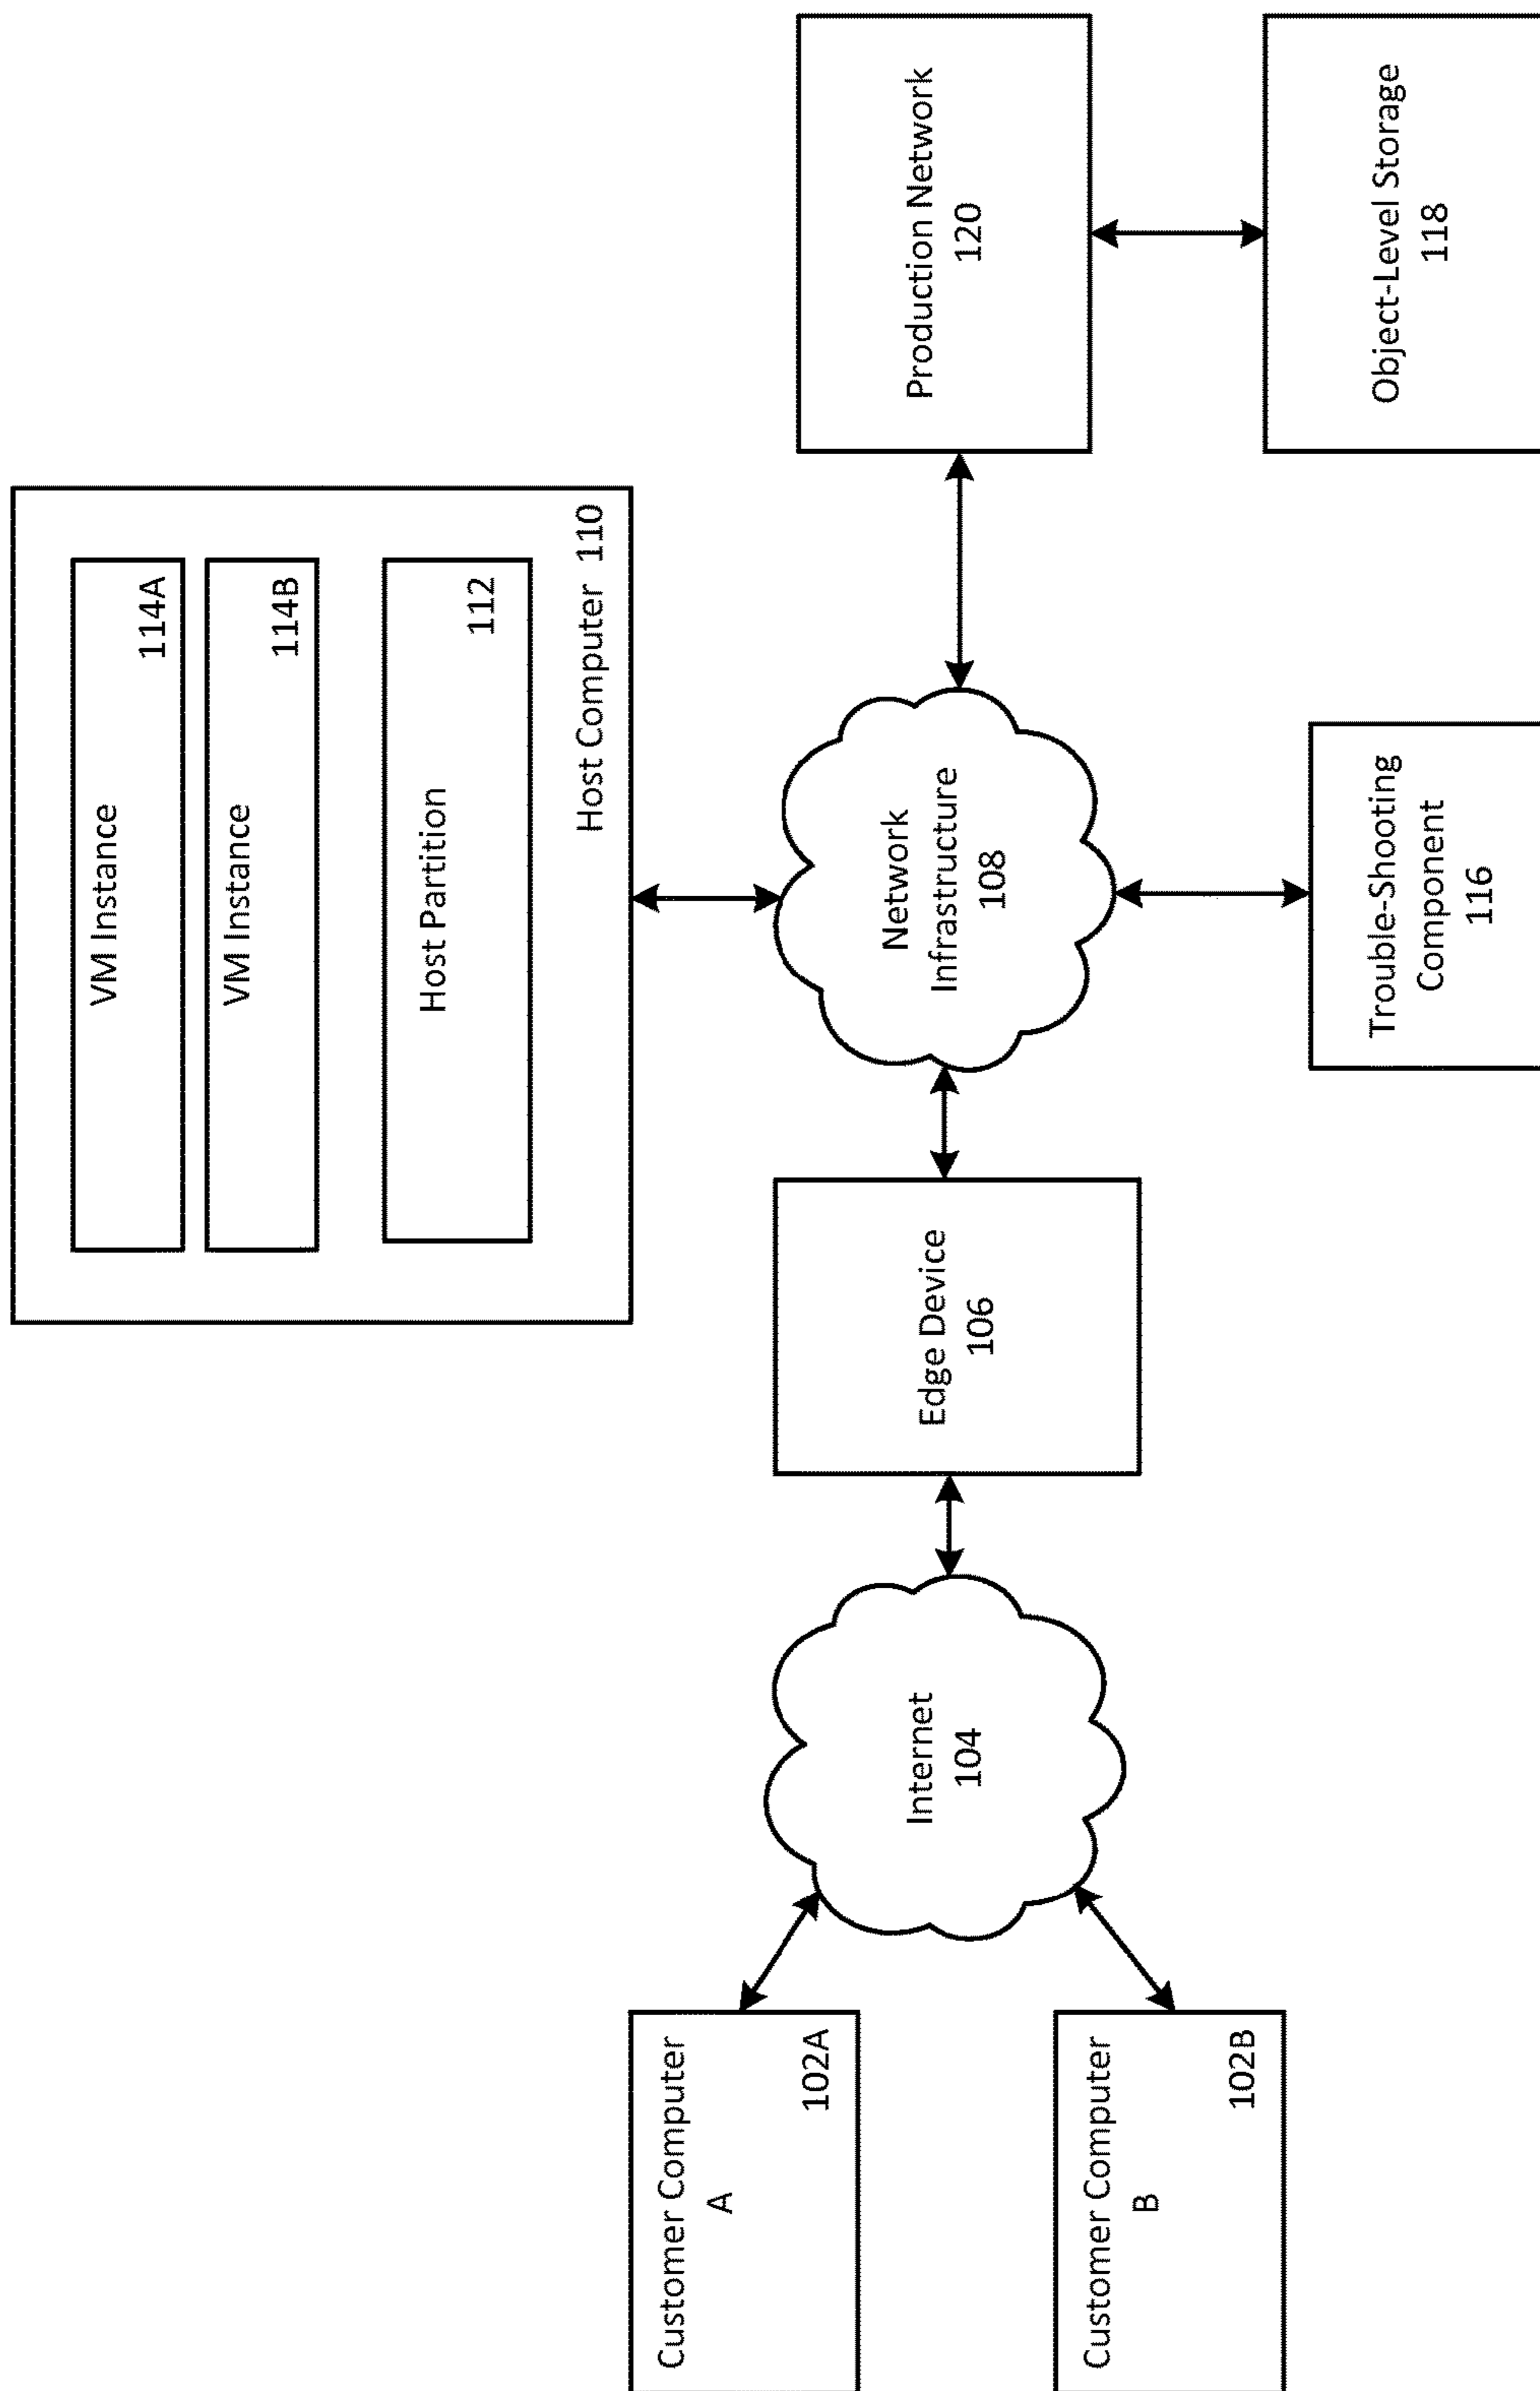 VM Instance
114A
VM Instance
114B
Host Partition
112
Host Computer 110
Customer Computer
A
102A
Customer Computer
B
102B
Internet
104
Edge Device
106
Network
Infrastructure
108
Production Network
120
Trouble-Shooting
Component
116
Object-Level Storage
118